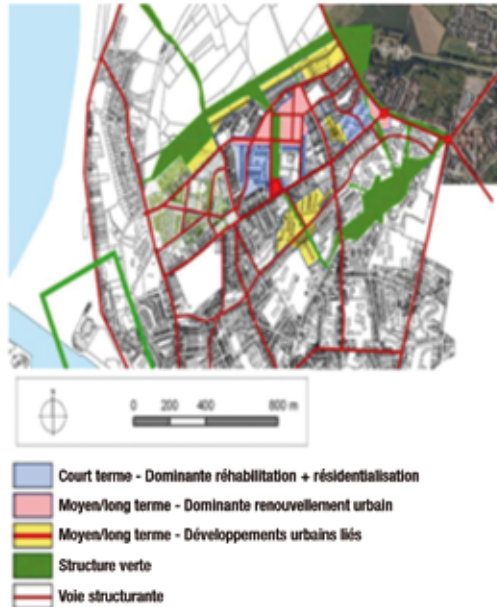 N
0 200 400 800 m
Court terme - Dominante réhabilitation + résidentialisation
Moyen/long terme - Dominante renouvellement urbain
Moyen/long terme - Développements urbains liés
Structure verte
Voie structurante